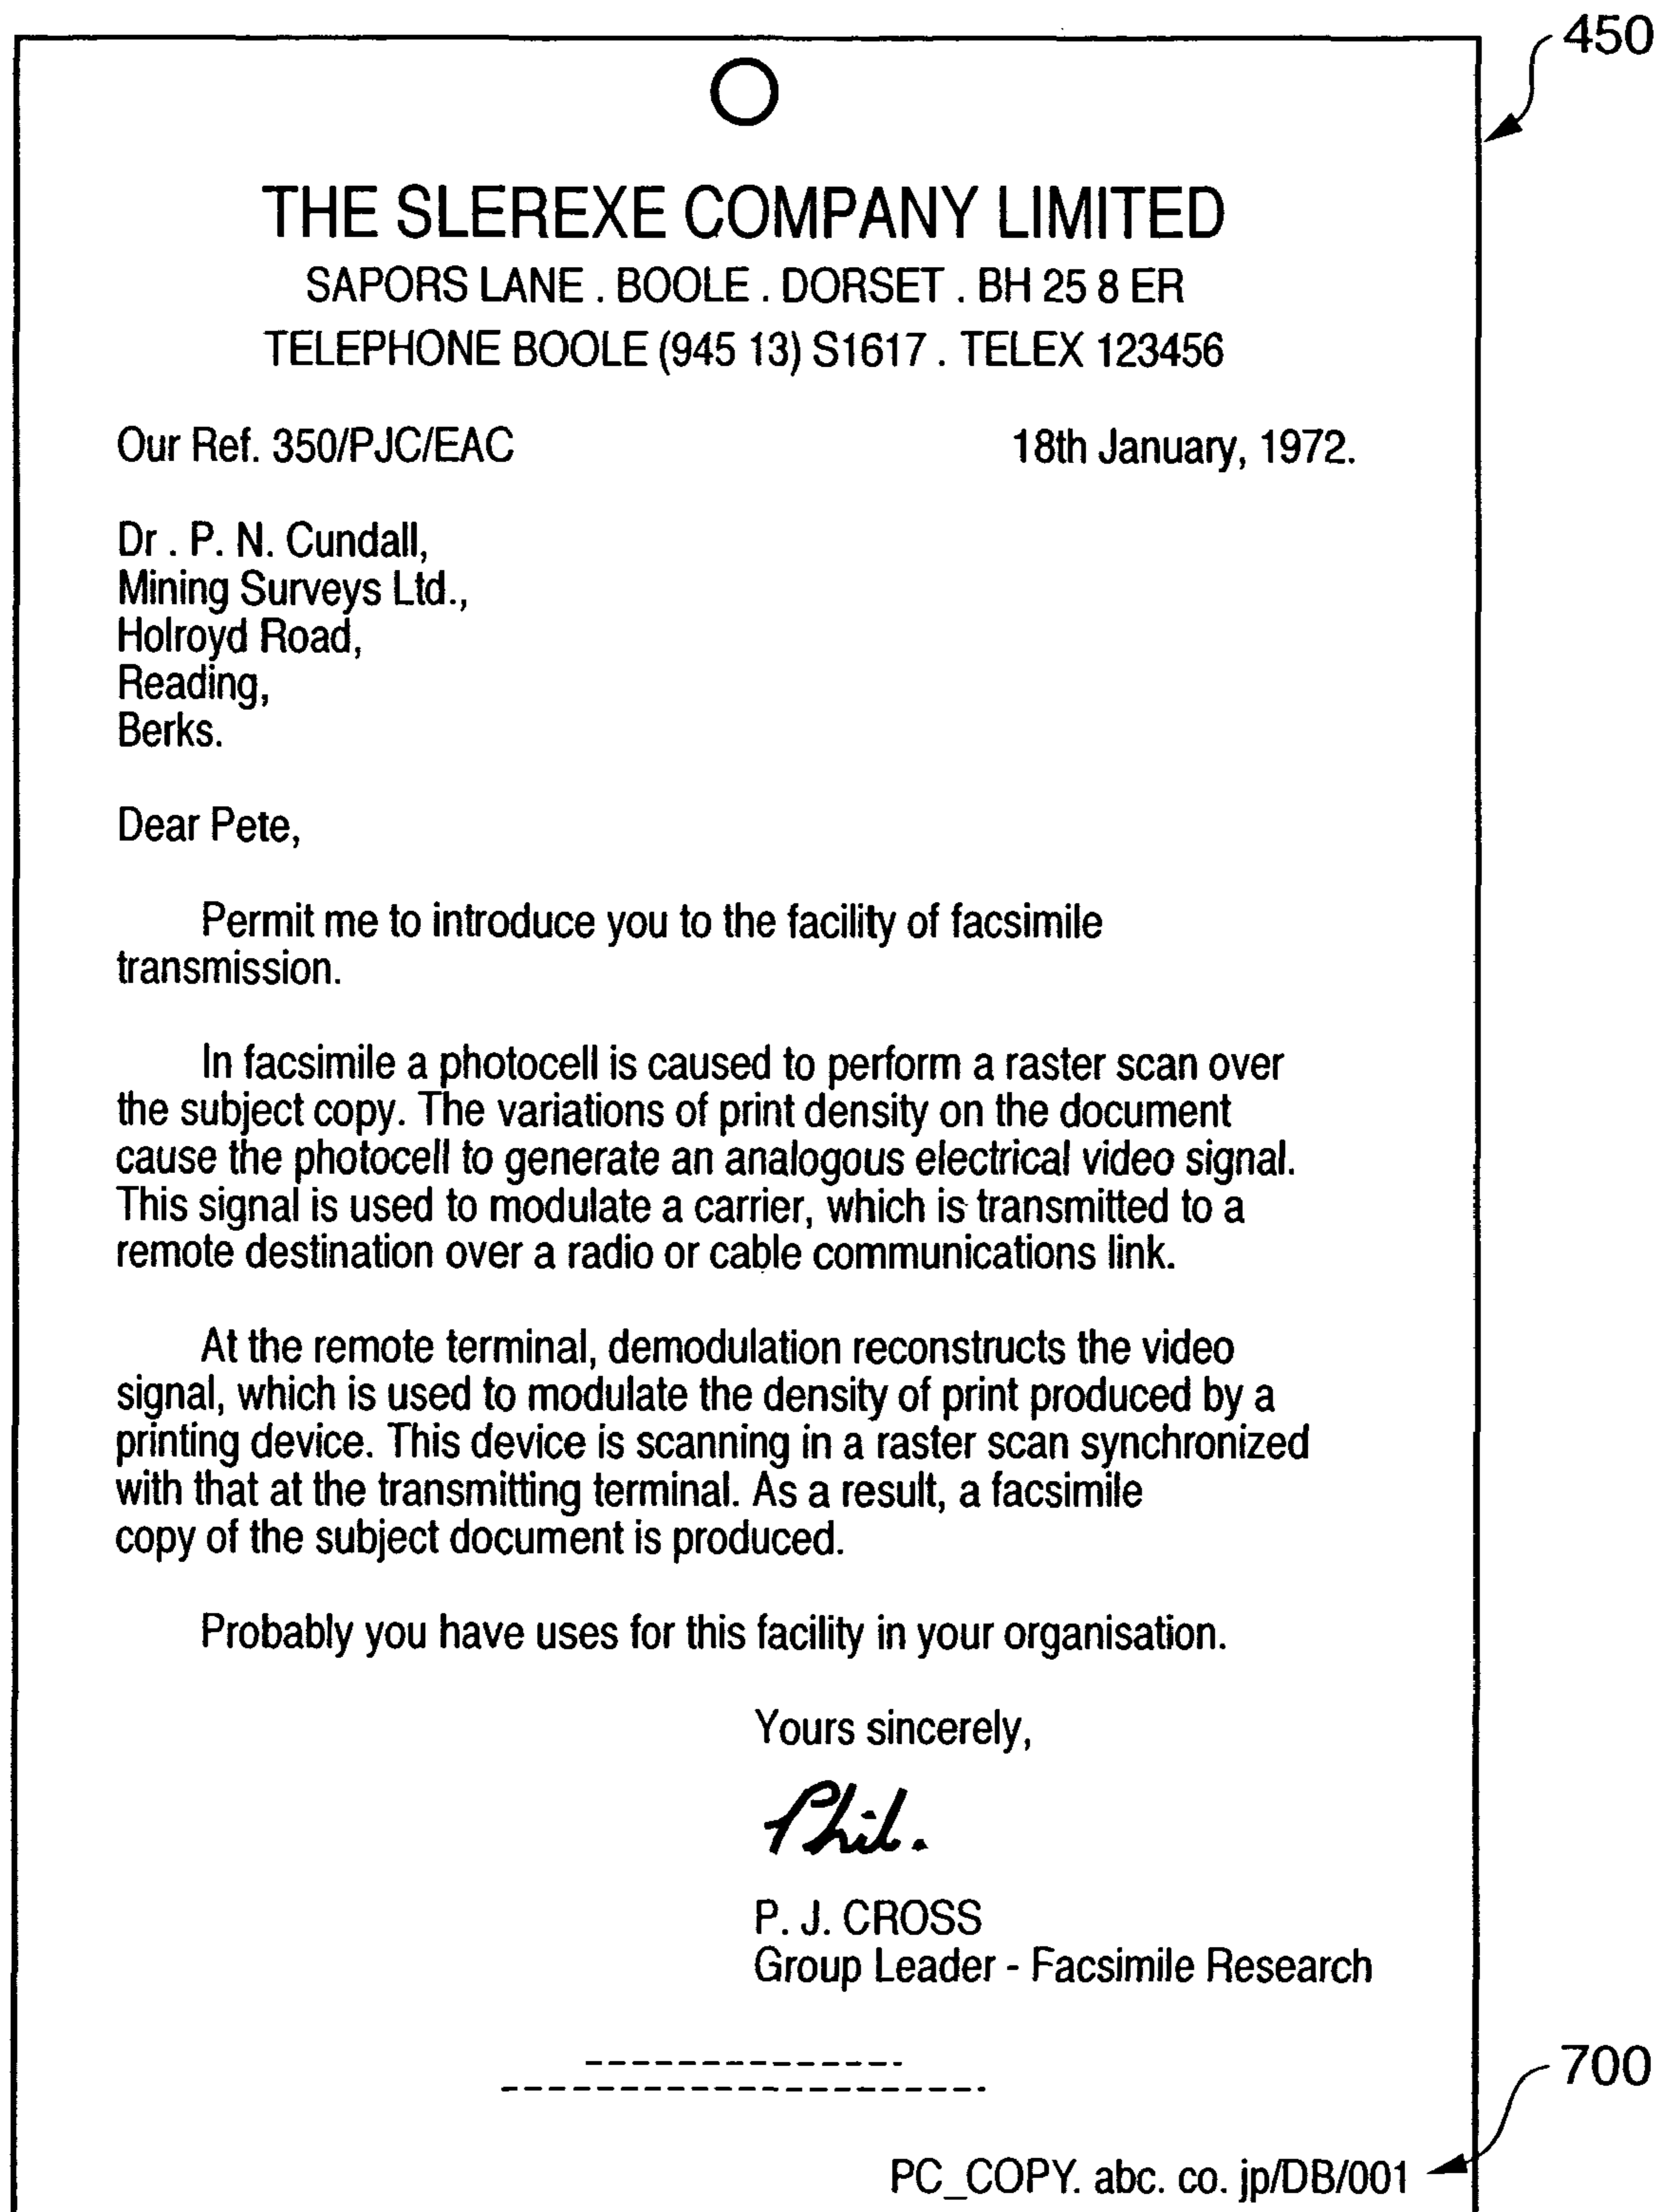 450
THE SLEREXE COMPANY LIMITED
SAPORS LANE . BOOLE . DORSET . BH 25 8 ER
TELEPHONE BOOLE (945 13) S1617 . TELEX 123456
Our Ref. 350/PJC/EAC 18th January, 1972.
Dr . P. N. Cundall,
Mining Surveys Ltd.,
Holroyd Road,
Reading,
Berks.
Dear Pete,
Permit me to introduce you to the facility of facsimile
transmission.
In facsimile a photocell is caused to perform a raster scan over
the subject copy. The variations of print density on the document
cause the photocell to generate an analogous electrical video signal.
This signal is used to modulate a carrier, which is transmitted to a
remote destination over a radio or cable communications link.
At the remote terminal, demodulation reconstructs the video
signal, which is used to modulate the density of print produced by a
printing device. This device is scanning in a raster scan synchronized
with that at the transmitting terminal. As a result, a facsimile
copy of the subject document is produced.
Probably you have uses for this facility in your organisation.
Yours sincerely,
Phil.
P. J. CROSS
Group Leader - Facsimile Research
700
PC_COPY. abc. co. jp/DB/001